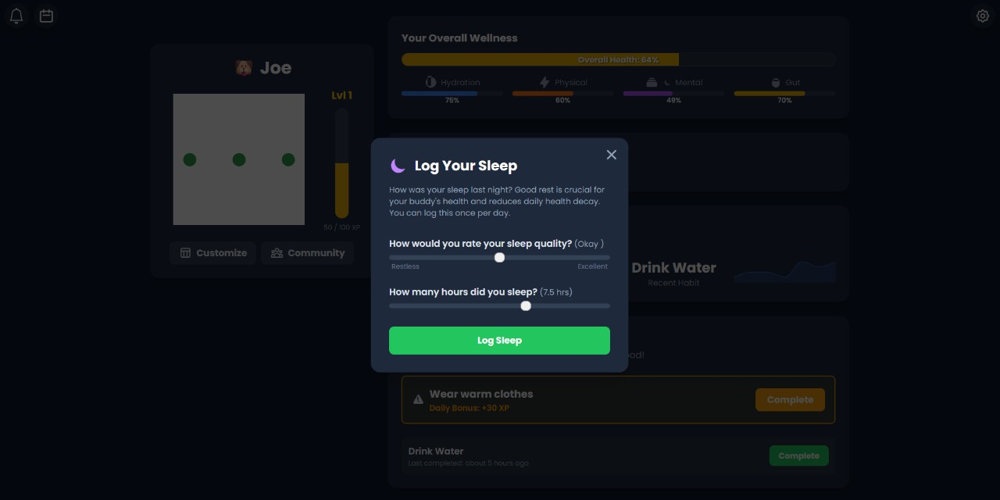 Joe
Lvl 1
50 / 100 XP
Customize
Community
Your Overall Wellness
Overall Health: 64%
Hydration
75%
Physical
60%
Mental
49%
Gut
70%
Log Your Sleep
How was your sleep last night? Good rest is crucial for
your buddy's health and reduces daily health decay.
You can log this once per day.
How would you rate your sleep quality? (Okay )
Restless
Excellent
How many hours did you sleep? (7.5 hrs)
Log Sleep
Drink Water
Recent Habit
Wear warm clothes
Daily Bonus: +30 XP
Complete
Drink Water
Last completed: about 5 hours ago
Complete